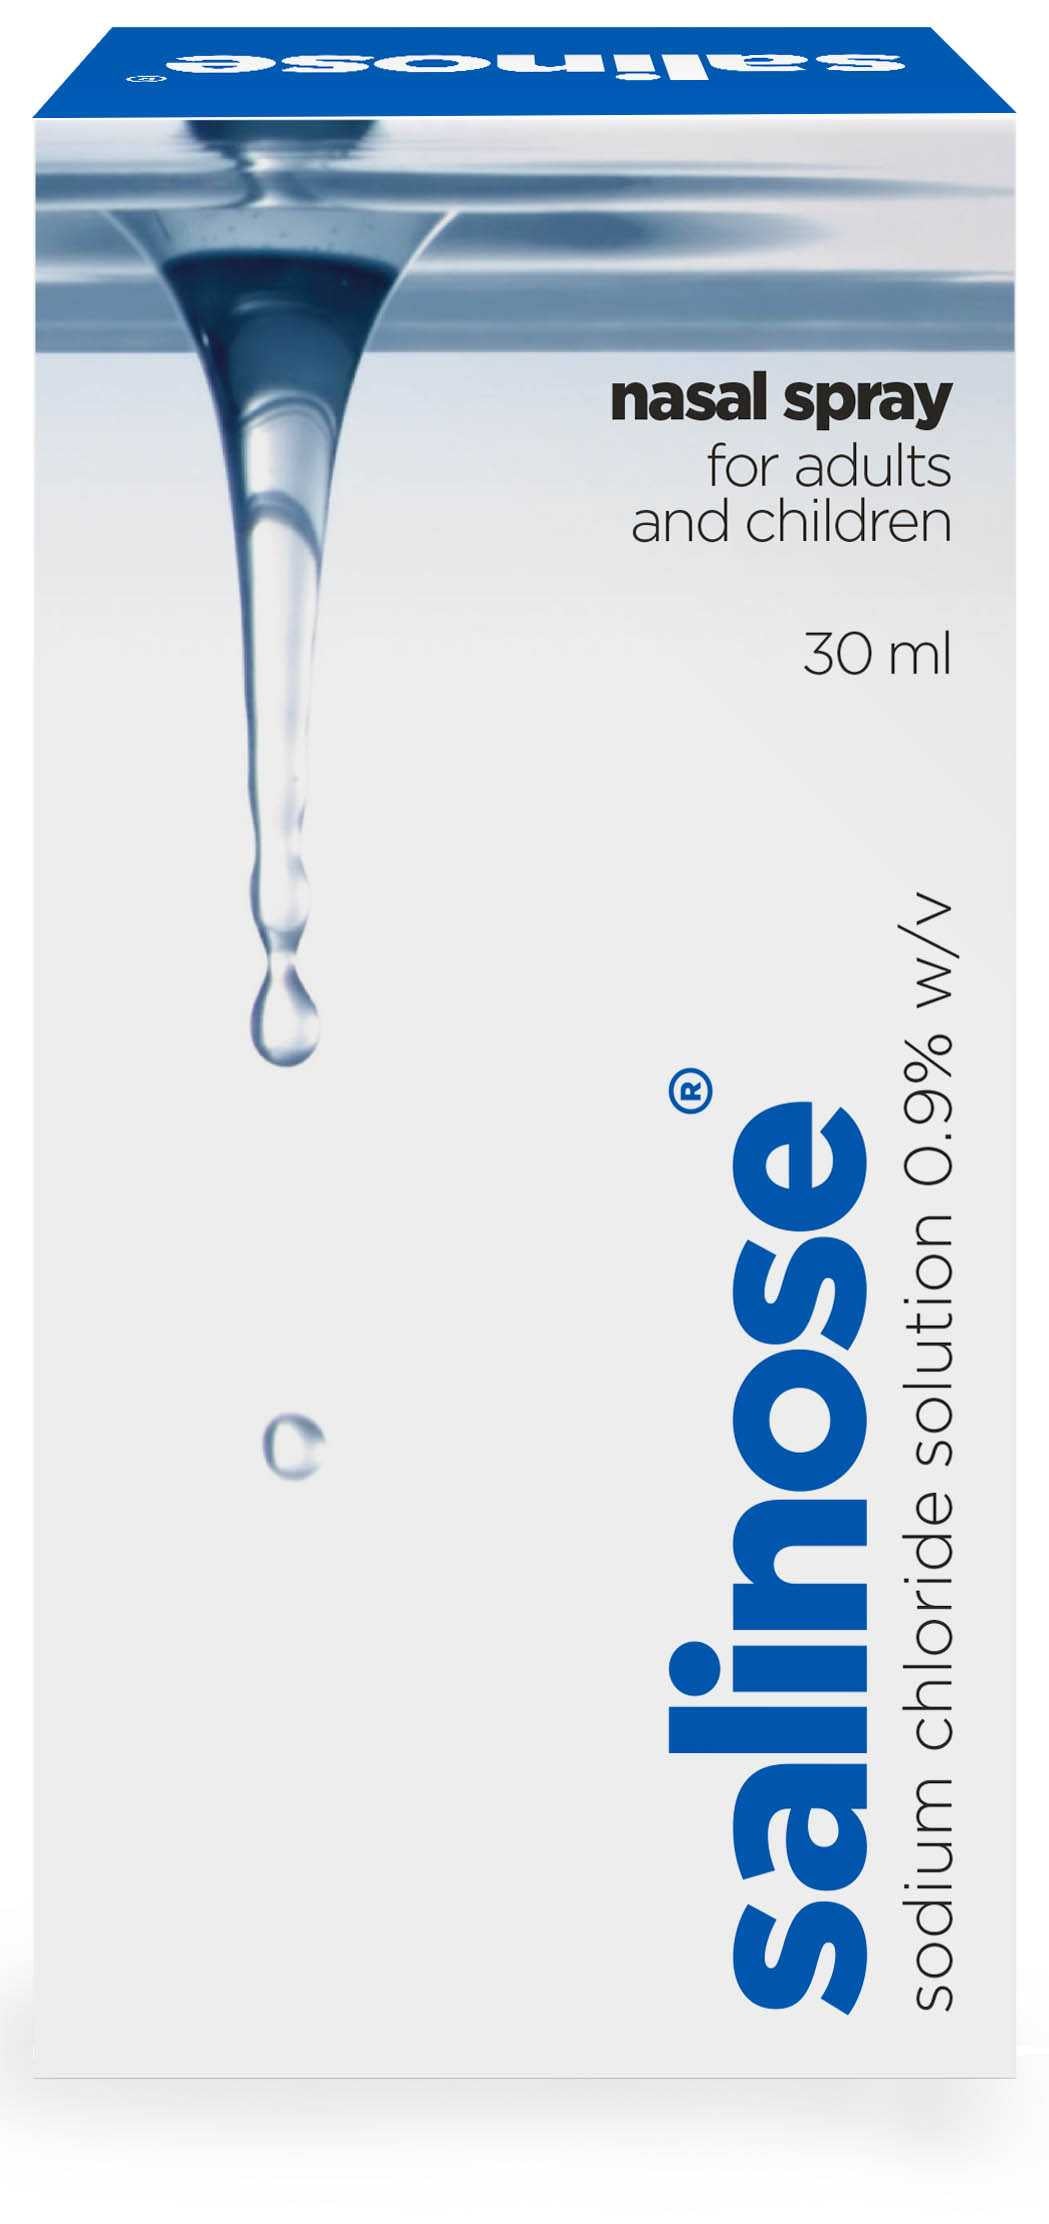 salinose®
nasal spray
for adults
and children
30 ml
salinose®
sodium chloride solution 0.9% w/v